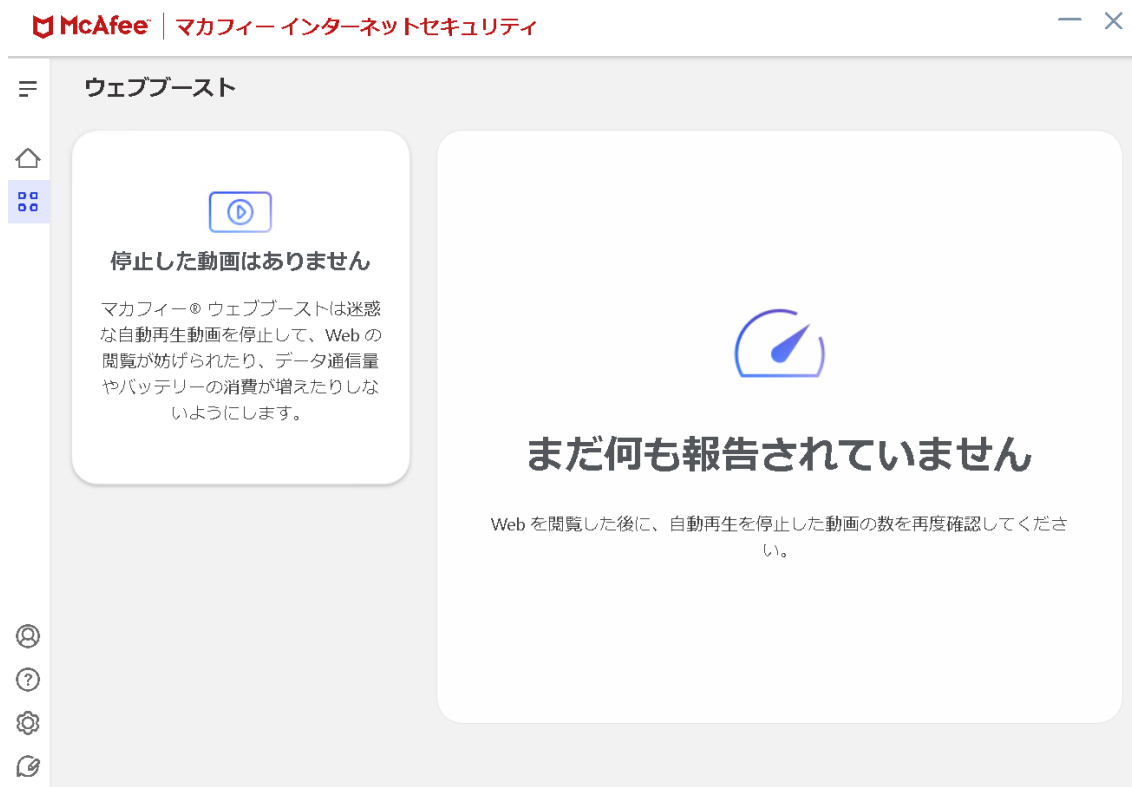 McAfee™ マカフィー インターネットセキュリティ
ウェブブースト
停止した動画はありません
マカフィー® ウェブブーストは迷惑
な自動再生動画を停止して、Web の
閲覧が妨げられたり、データ通信量
やバッテリーの消費が増えたりしな
いようにします。
まだ何も報告されていません
Web を閲覧した後に、自動再生を停止した動画の数を再度確認してくださ
い。